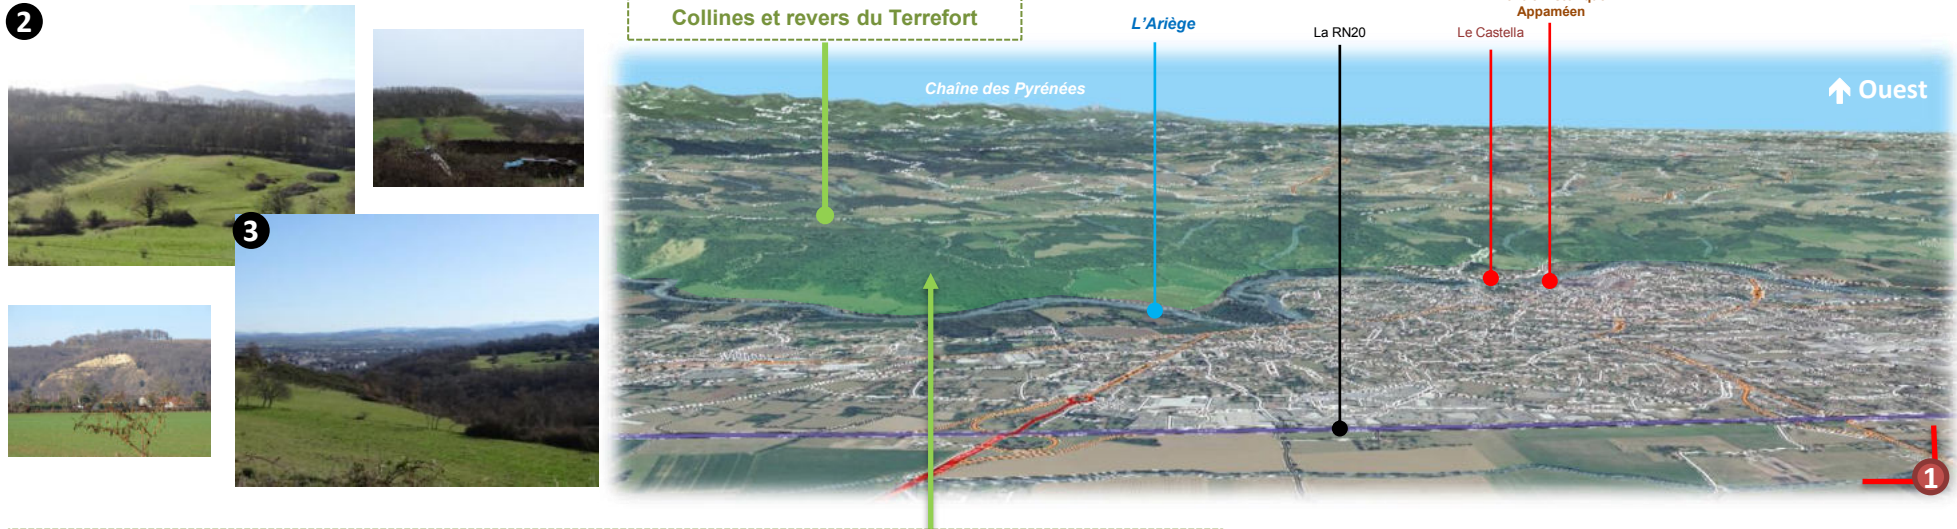 2
Collines et revers du Terrefort
L'Ariège
La RN20
Le Castella
Appaméen
Chaîne des Pyrénées
Ouest
3
1